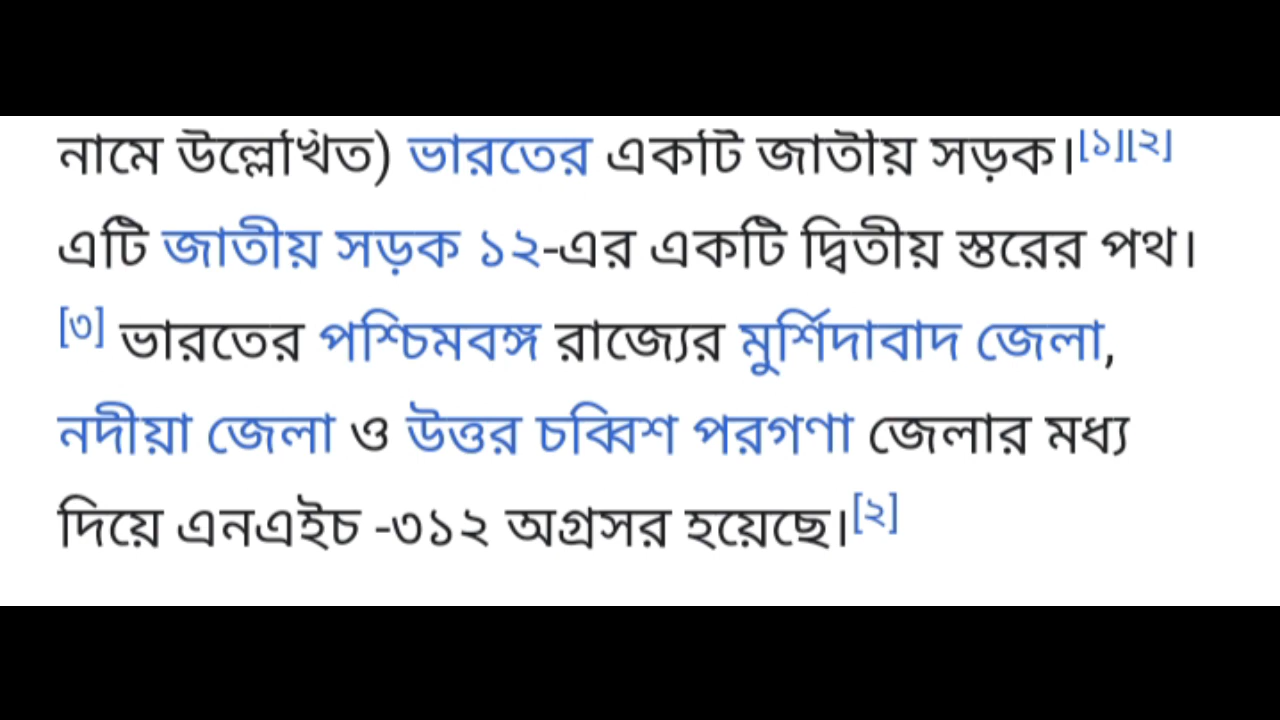 নামে উল্লেখিত) ভারতের একটি জাতীয় সড়ক।[১][২]
এটি জাতীয় সড়ক ১২-এর একটি দ্বিতীয় স্তরের পথ।
[৩] ভারতের পশ্চিমবঙ্গ রাজ্যের মুর্শিদাবাদ জেলা,
নদীয়া জেলা ও উত্তর চব্বিশ পরগণা জেলার মধ্য
দিয়ে এনএইচ -৩১২ অগ্রসর হয়েছে।[২]